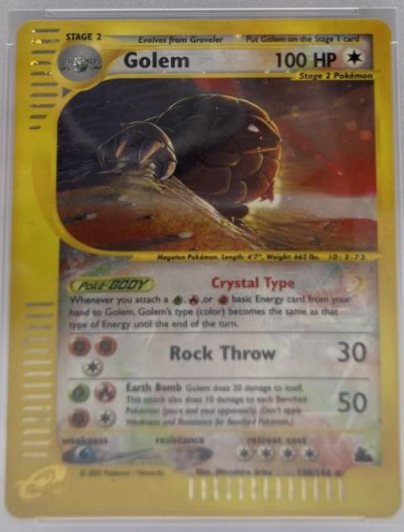 STAGE 2 Evolves from Graveler Put Golem on the Stage 1 card
Golem 100 HP
Stage 2 Pokémon
Megaton Pokémon. Length: 4'7", Weight: 662 lbs.
Poké-BODY Crystal Type
Whenever you attach a , , or basic Energy card from your
hand to Golem, Golem's type (color) becomes the same as that
type of Energy until the end of the turn.
Rock Throw 30
Earth Bomb Golem does 30 damage to itself.
This attack also does 10 damage to each Benched
Pokémon (yours and your opponent's). (Don't apply
Weakness and Resistance for Benched Pokémon.)
50
weakness resistance retreat cost